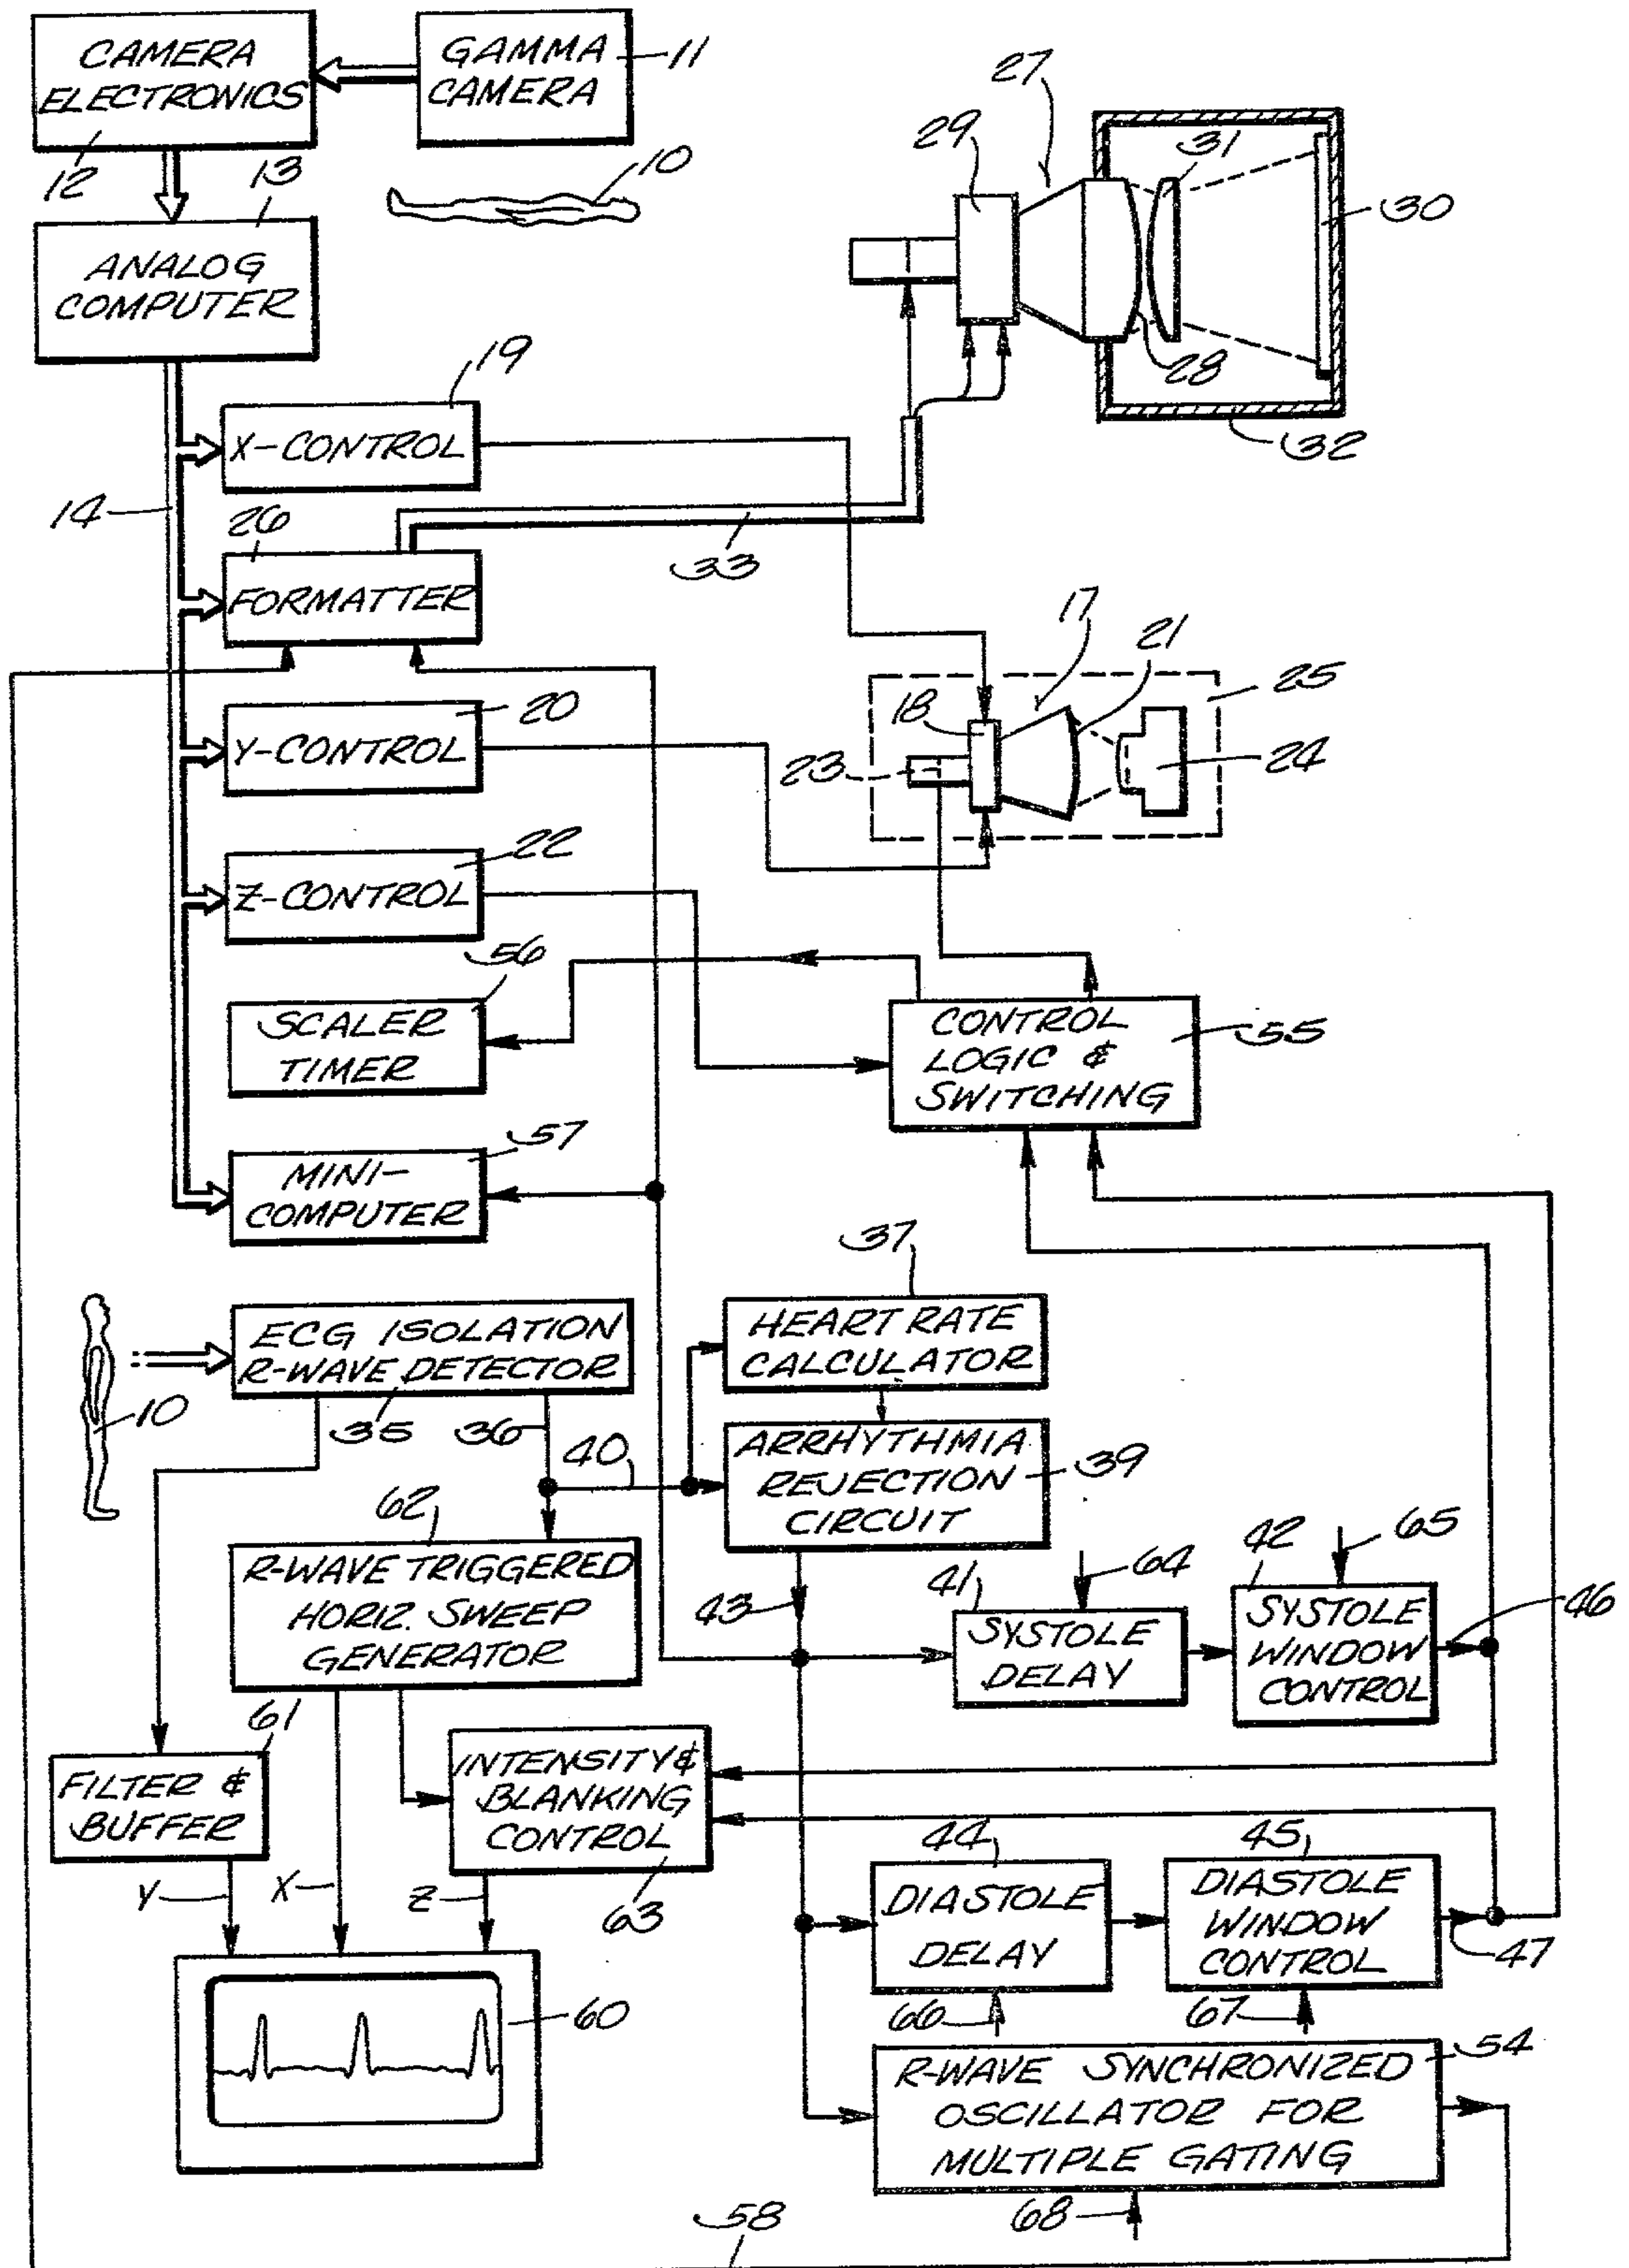 CAMERA
ELECTRONICS
12
GAMMA
CAMERA
11
10
13
ANALOG
COMPUTER
14
27
29
31
30
28
32
19
X-CONTROL
26
FORMATTER
33
17
21
25
18
23
24
20
Y-CONTROL
22
Z-CONTROL
56
SCALER
TIMER
CONTROL
LOGIC &
SWITCHING
55
57
MINI-
COMPUTER
37
HEART RATE
CALCULATOR
ECG ISOLATION
R-WAVE DETECTOR
10
35
36
40
ARRHYTHMIA
REJECTION
CIRCUIT
39
62
R-WAVE TRIGGERED
HORIZ. SWEEP
GENERATOR
43
41
64
SYSTOLE
DELAY
42
65
SYSTOLE
WINDOW
CONTROL
46
61
FILTER &
BUFFER
INTENSITY &
BLANKING
CONTROL
63
Y
X
Z
60
44
DIASTOLE
DELAY
45
DIASTOLE
WINDOW
CONTROL
47
66
67
54
R-WAVE SYNCHRONIZED
OSCILLATOR FOR
MULTIPLE GATING
68
58